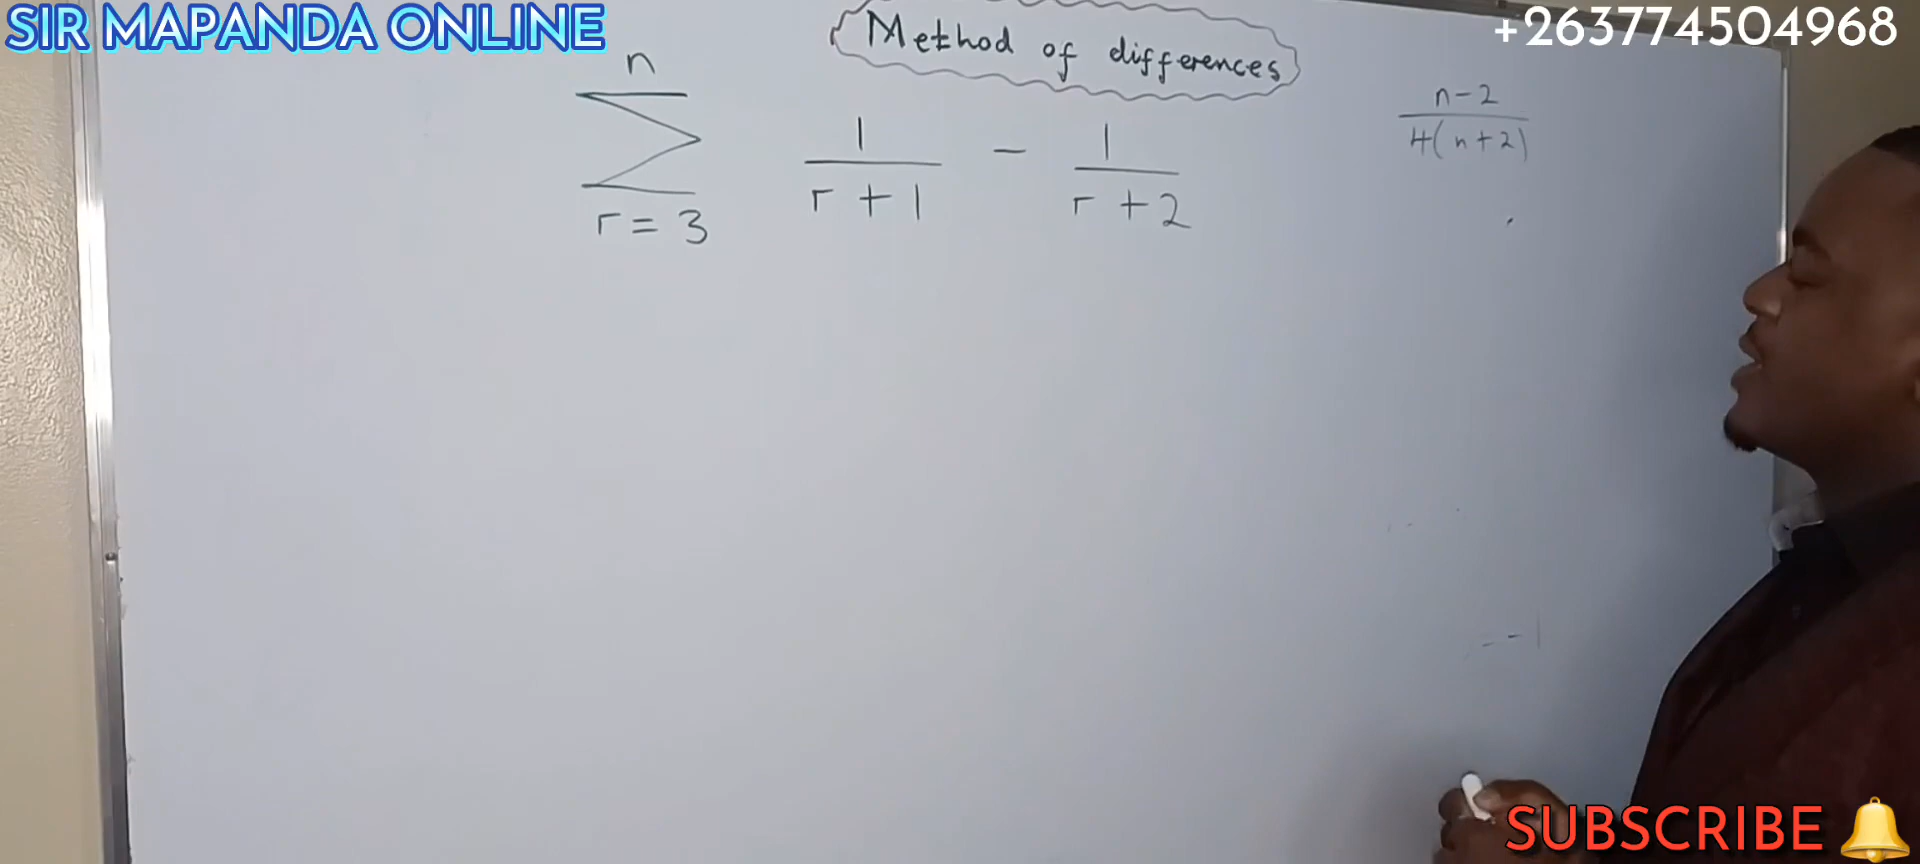 SIR MAPANDA ONLINE
+263774504968
Method of differences
n
∑ 1/(r + 1) − 1/(r + 2)
r = 3
n-2
4(n+2)
SUBSCRIBE